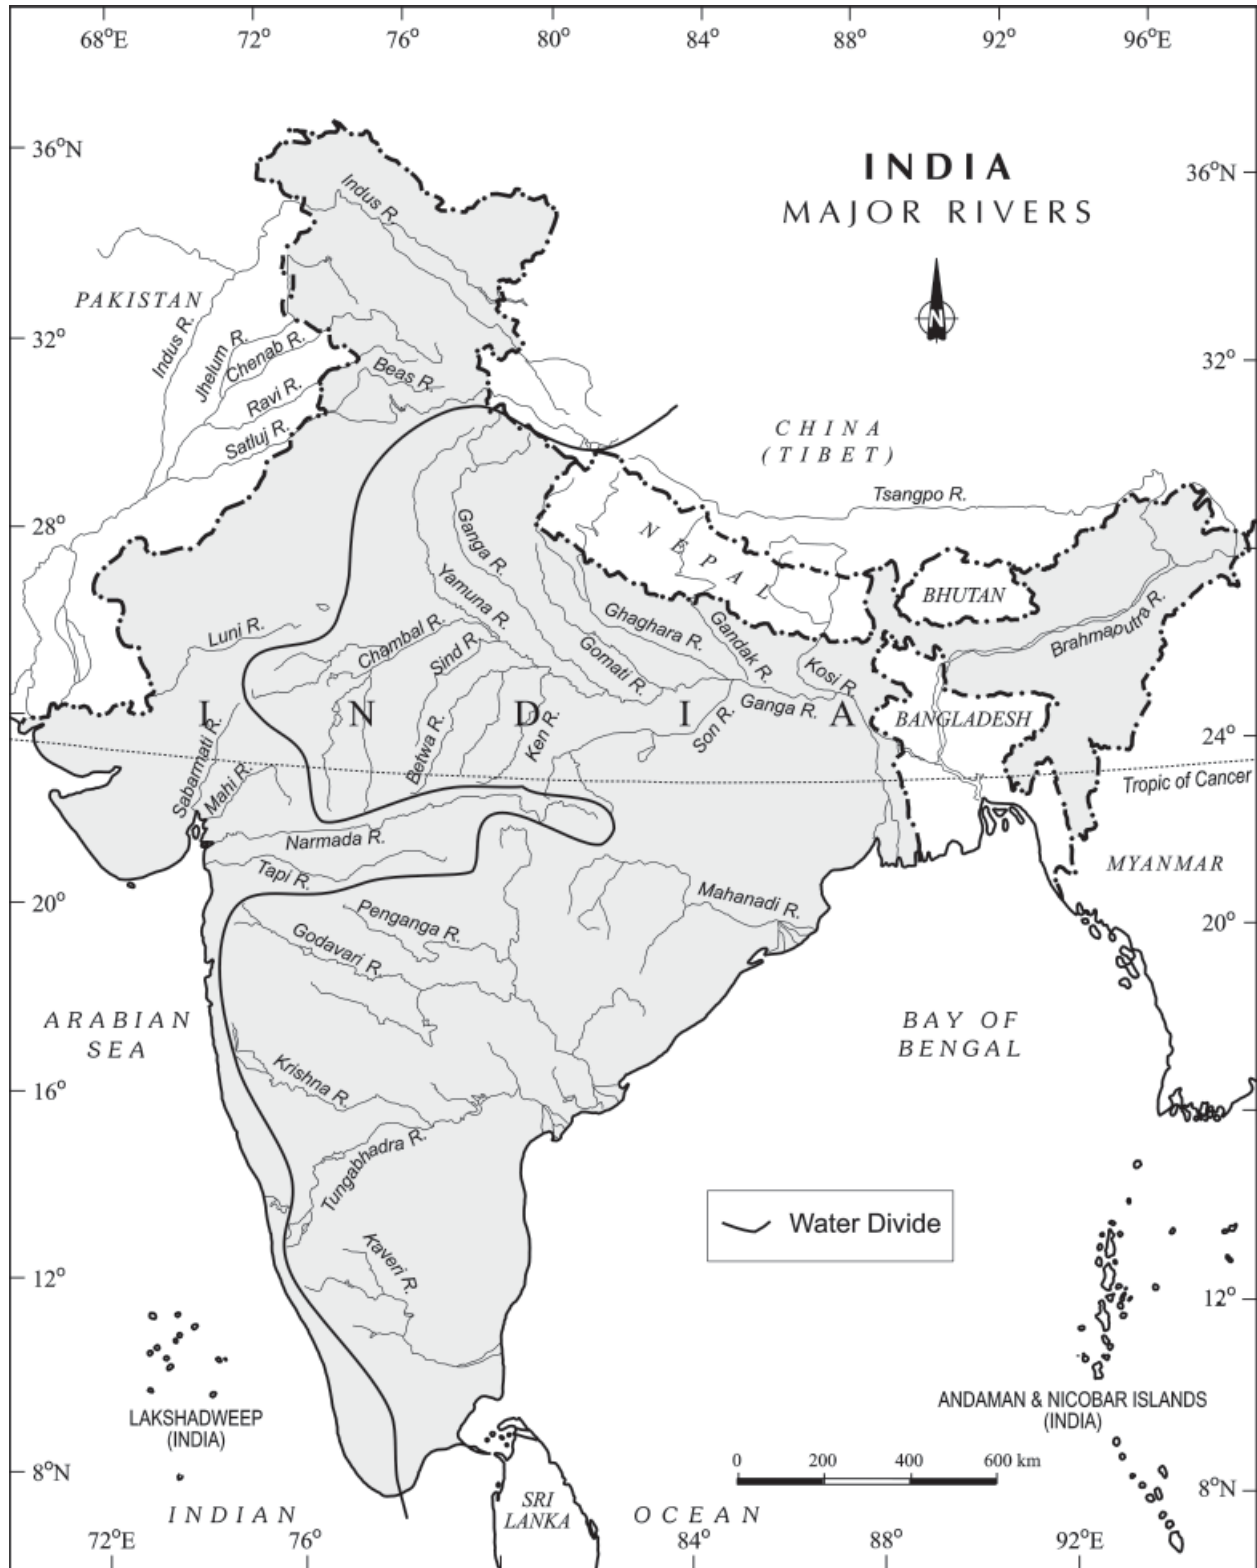 68°E 72° 76° 80° 84° 88° 92° 96°E
36°N
INDIA
MAJOR RIVERS
36°N
N
Indus R.
PAKISTAN
Indus R.
Jhelum R.
Chenab R.
Ravi R.
Satluj R.
Beas R.
32°
32°
CHINA
(TIBET)
Tsangpo R.
28°
NEPAL
BHUTAN
Brahmaputra R.
Ganga R.
Yamuna R.
Ghaghara R.
Gandak R.
Gomati R.
Kosi R.
Luni R.
Chambal R.
Sind R.
INDIA
Ganga R.
BANGLADESH
Betwa R.
Ken R.
Son R.
24°
Sabarmati R.
Mahi R.
Tropic of Cancer
Narmada R.
Tapi R.
MYANMAR
20°
20°
Mahanadi R.
Penganga R.
Godavari R.
ARABIAN
SEA
BAY OF
BENGAL
16°
Krishna R.
Tungabhadra R.
Water Divide
Kaveri R.
12°
12°
LAKSHADWEEP
(INDIA)
ANDAMAN & NICOBAR ISLANDS
(INDIA)
0 200 400 600 km
8°N
8°N
SRI
LANKA
INDIAN OCEAN
72°E 76° 84° 88° 92°E